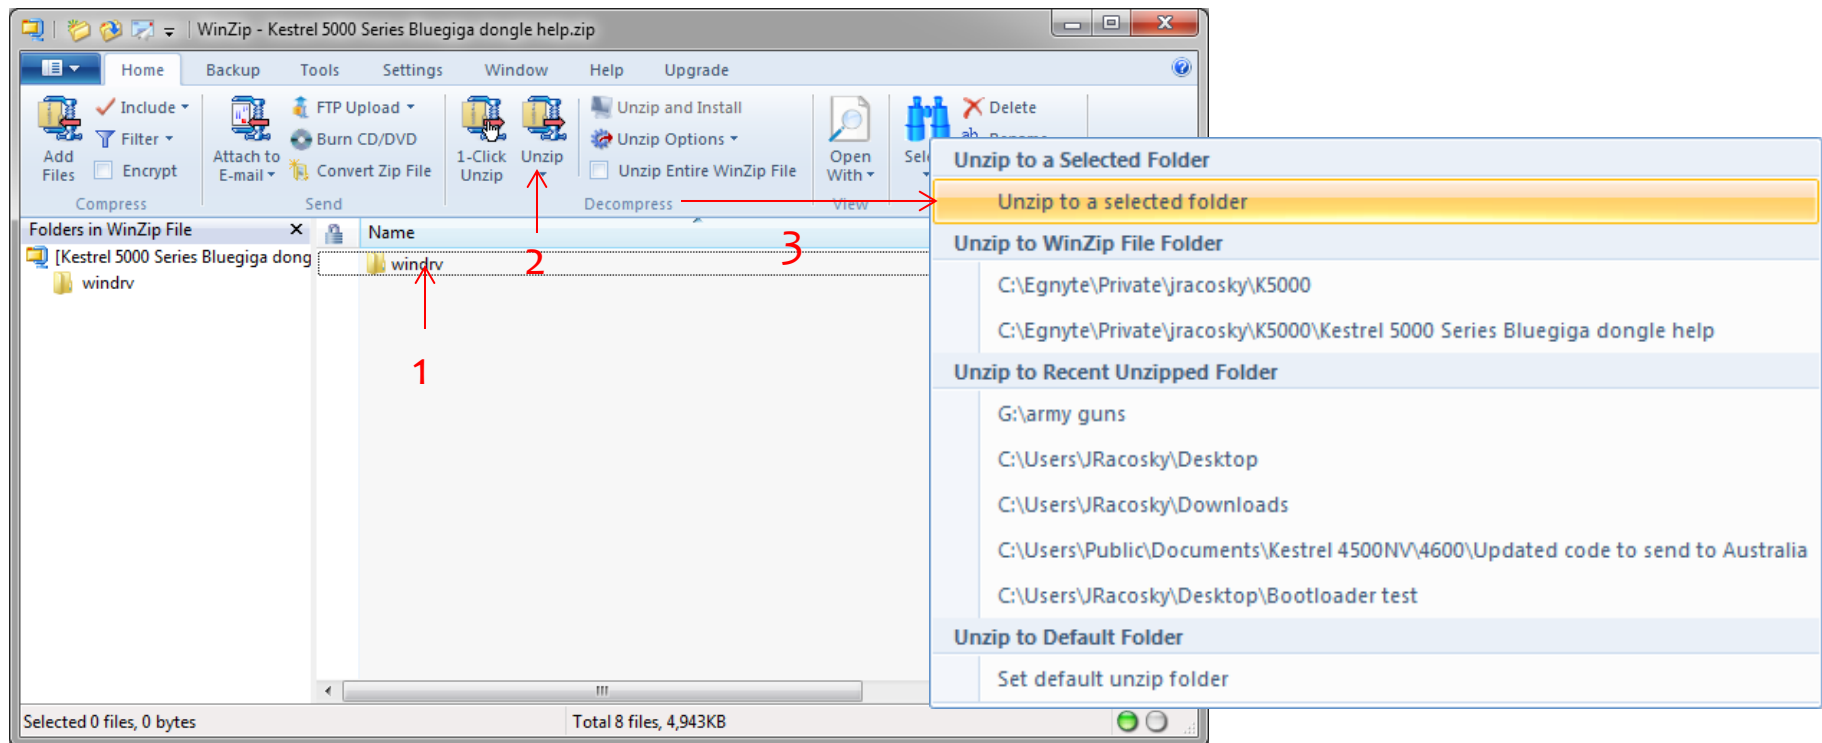 WinZip - Kestrel 5000 Series Bluegiga dongle help.zip
Home Backup Tools Settings Window Help Upgrade
Add Files
Include
Filter
Encrypt
Compress
Attach to E-mail
FTP Upload
Burn CD/DVD
Convert Zip File
Send
1-Click Unzip
Unzip
Unzip and Install
Unzip Options
Unzip Entire WinZip File
Decompress
Open With
View
Delete
Folders in WinZip File
[Kestrel 5000 Series Bluegiga dong
windrv
Name
windrv
1
2
3
Selected 0 files, 0 bytes
Total 8 files, 4,943KB
Unzip to a Selected Folder
Unzip to a selected folder
Unzip to WinZip File Folder
C:\Egnyte\Private\jracosky\K5000
C:\Egnyte\Private\jracosky\K5000\Kestrel 5000 Series Bluegiga dongle help
Unzip to Recent Unzipped Folder
G:\army guns
C:\Users\JRacosky\Desktop
C:\Users\JRacosky\Downloads
C:\Users\Public\Documents\Kestrel 4500NV\4600\Updated code to send to Australia
C:\Users\JRacosky\Desktop\Bootloader test
Unzip to Default Folder
Set default unzip folder